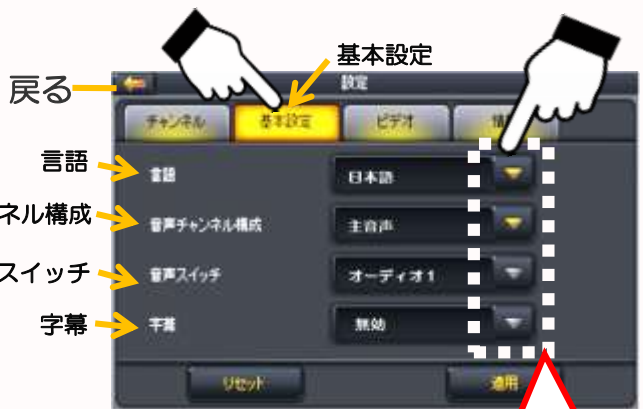 基本設定
戻る
設定
チャンネル 基本設定 ビデオ
言語
言語 日本語
ネル構成
音声チャンネル構成 主音声
スイッチ
音声スイッチ オーディオ1
字幕
字幕 無効
リセット 適用